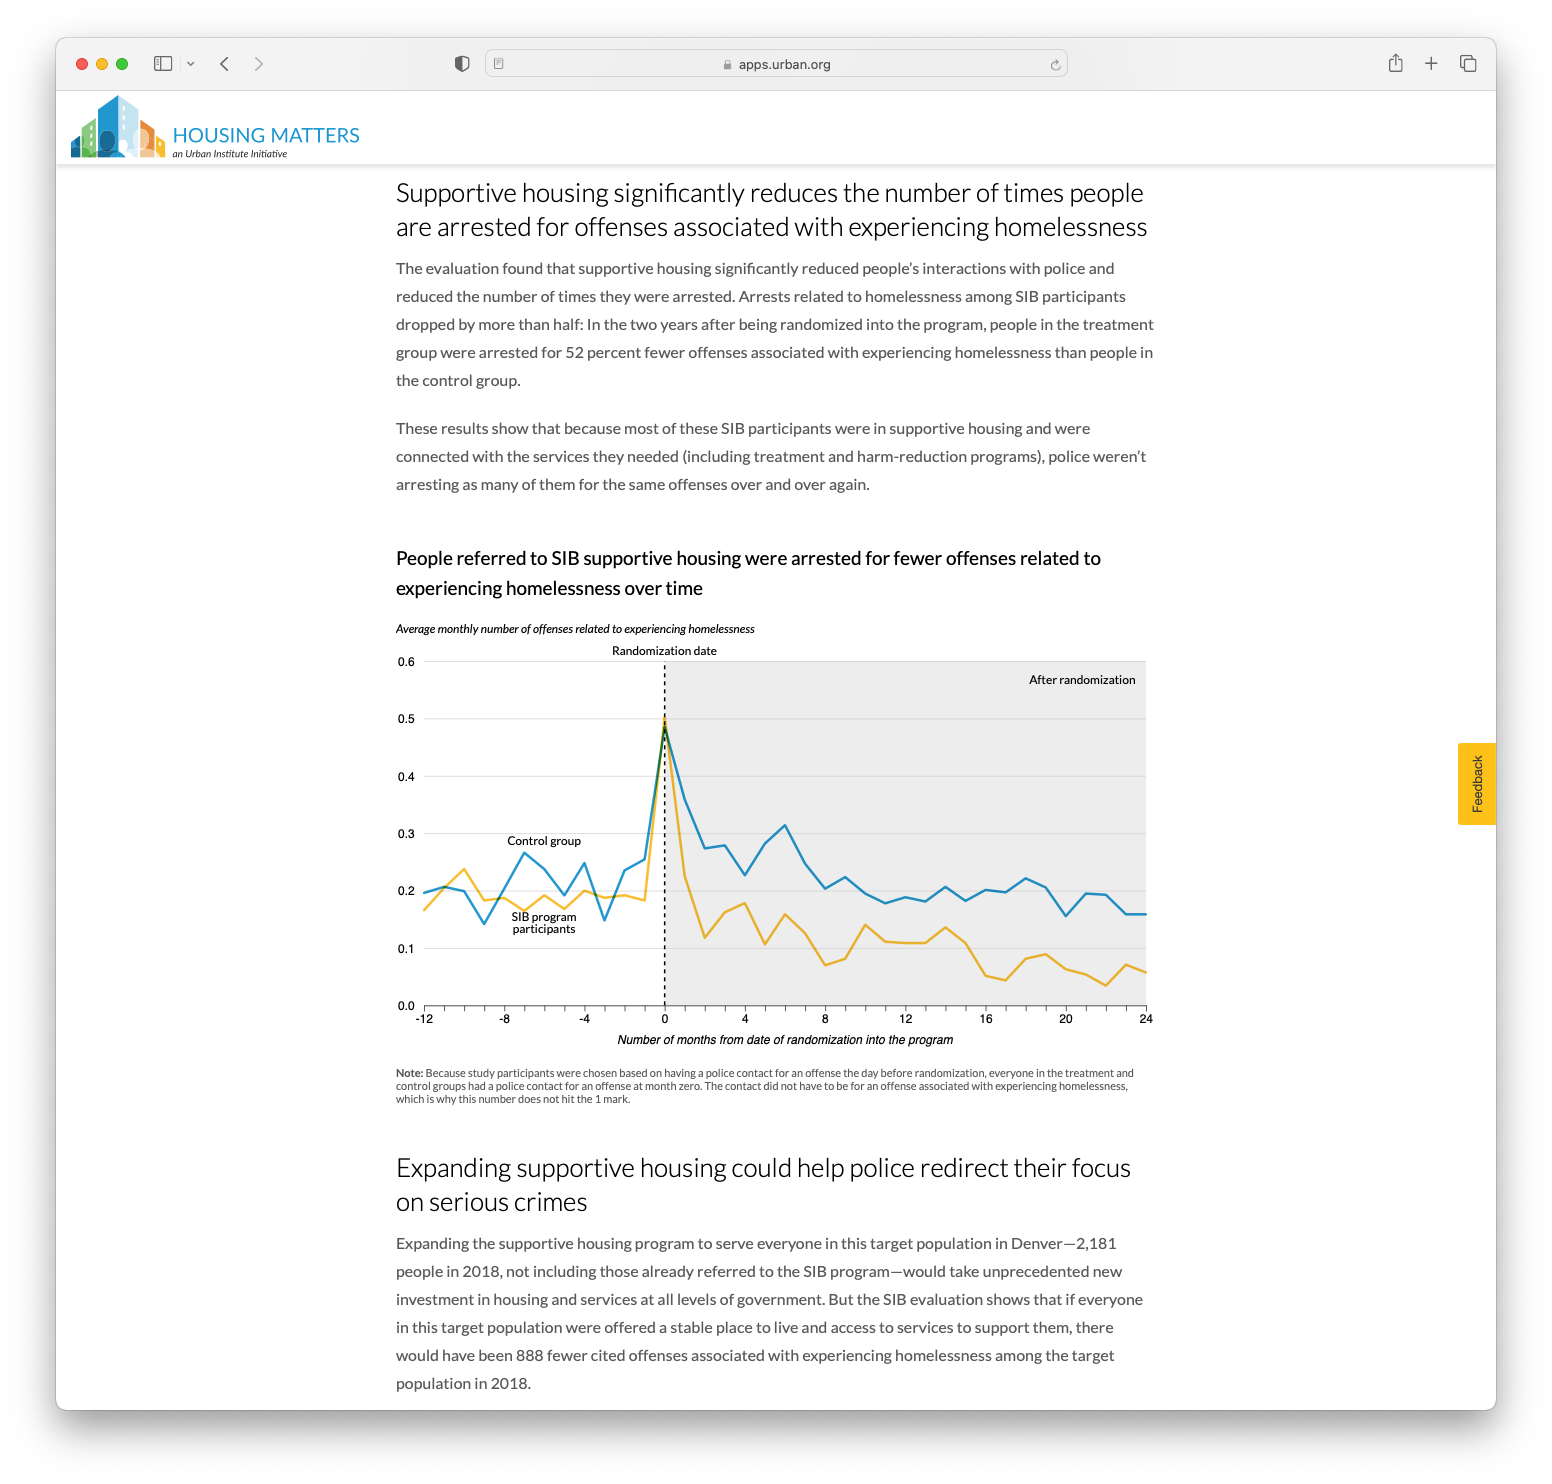 apps.urban.org
HOUSING MATTERS
an Urban Institute Initiative
Supportive housing significantly reduces the number of times people
are arrested for offenses associated with experiencing homelessness
The evaluation found that supportive housing significantly reduced people’s interactions with police and
reduced the number of times they were arrested. Arrests related to homelessness among SIB participants
dropped by more than half: In the two years after being randomized into the program, people in the treatment
group were arrested for 52 percent fewer offenses associated with experiencing homelessness than people in
the control group.
These results show that because most of these SIB participants were in supportive housing and were
connected with the services they needed (including treatment and harm-reduction programs), police weren’t
arresting as many of them for the same offenses over and over again.
People referred to SIB supportive housing were arrested for fewer offenses related to
experiencing homelessness over time
Average monthly number of offenses related to experiencing homelessness
Randomization date
0.6
After randomization
0.5
0.4
0.3
Control group
0.2
SIB program
participants
0.1
0.0
-12 -8 -4 0 4 8 12 16 20 24
Number of months from date of randomization into the program
Note: Because study participants were chosen based on having a police contact for an offense the day before randomization, everyone in the treatment and
control groups had a police contact for an offense at month zero. The contact did not have to be for an offense associated with experiencing homelessness,
which is why this number does not hit the 1 mark.
Feedback
Expanding supportive housing could help police redirect their focus
on serious crimes
Expanding the supportive housing program to serve everyone in this target population in Denver—2,181
people in 2018, not including those already referred to the SIB program—would take unprecedented new
investment in housing and services at all levels of government. But the SIB evaluation shows that if everyone
in this target population were offered a stable place to live and access to services to support them, there
would have been 888 fewer cited offenses associated with experiencing homelessness among the target
population in 2018.